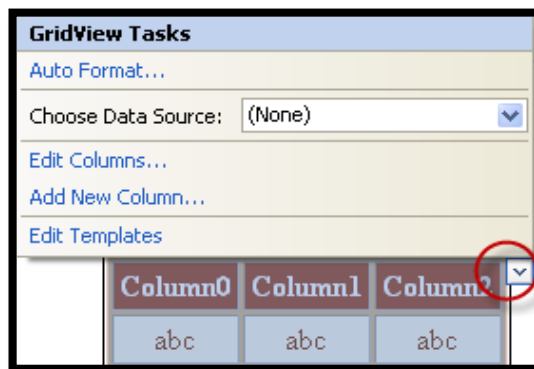 GridView Tasks
Auto Format...
Choose Data Source: (None)
Edit Columns...
Add New Column...
Edit Templates
Column0 Column1 Column2
abc abc abc